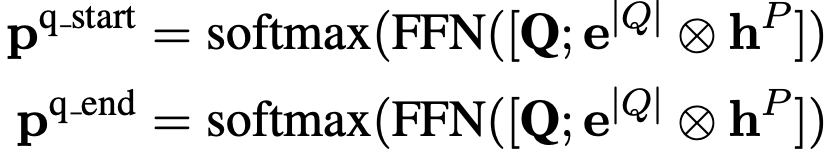 p^{q_start} = softmax(FFN([Q; e^{|Q|} ⊗ h^P])
p^{q_end} = softmax(FFN([Q; e^{|Q|} ⊗ h^P])